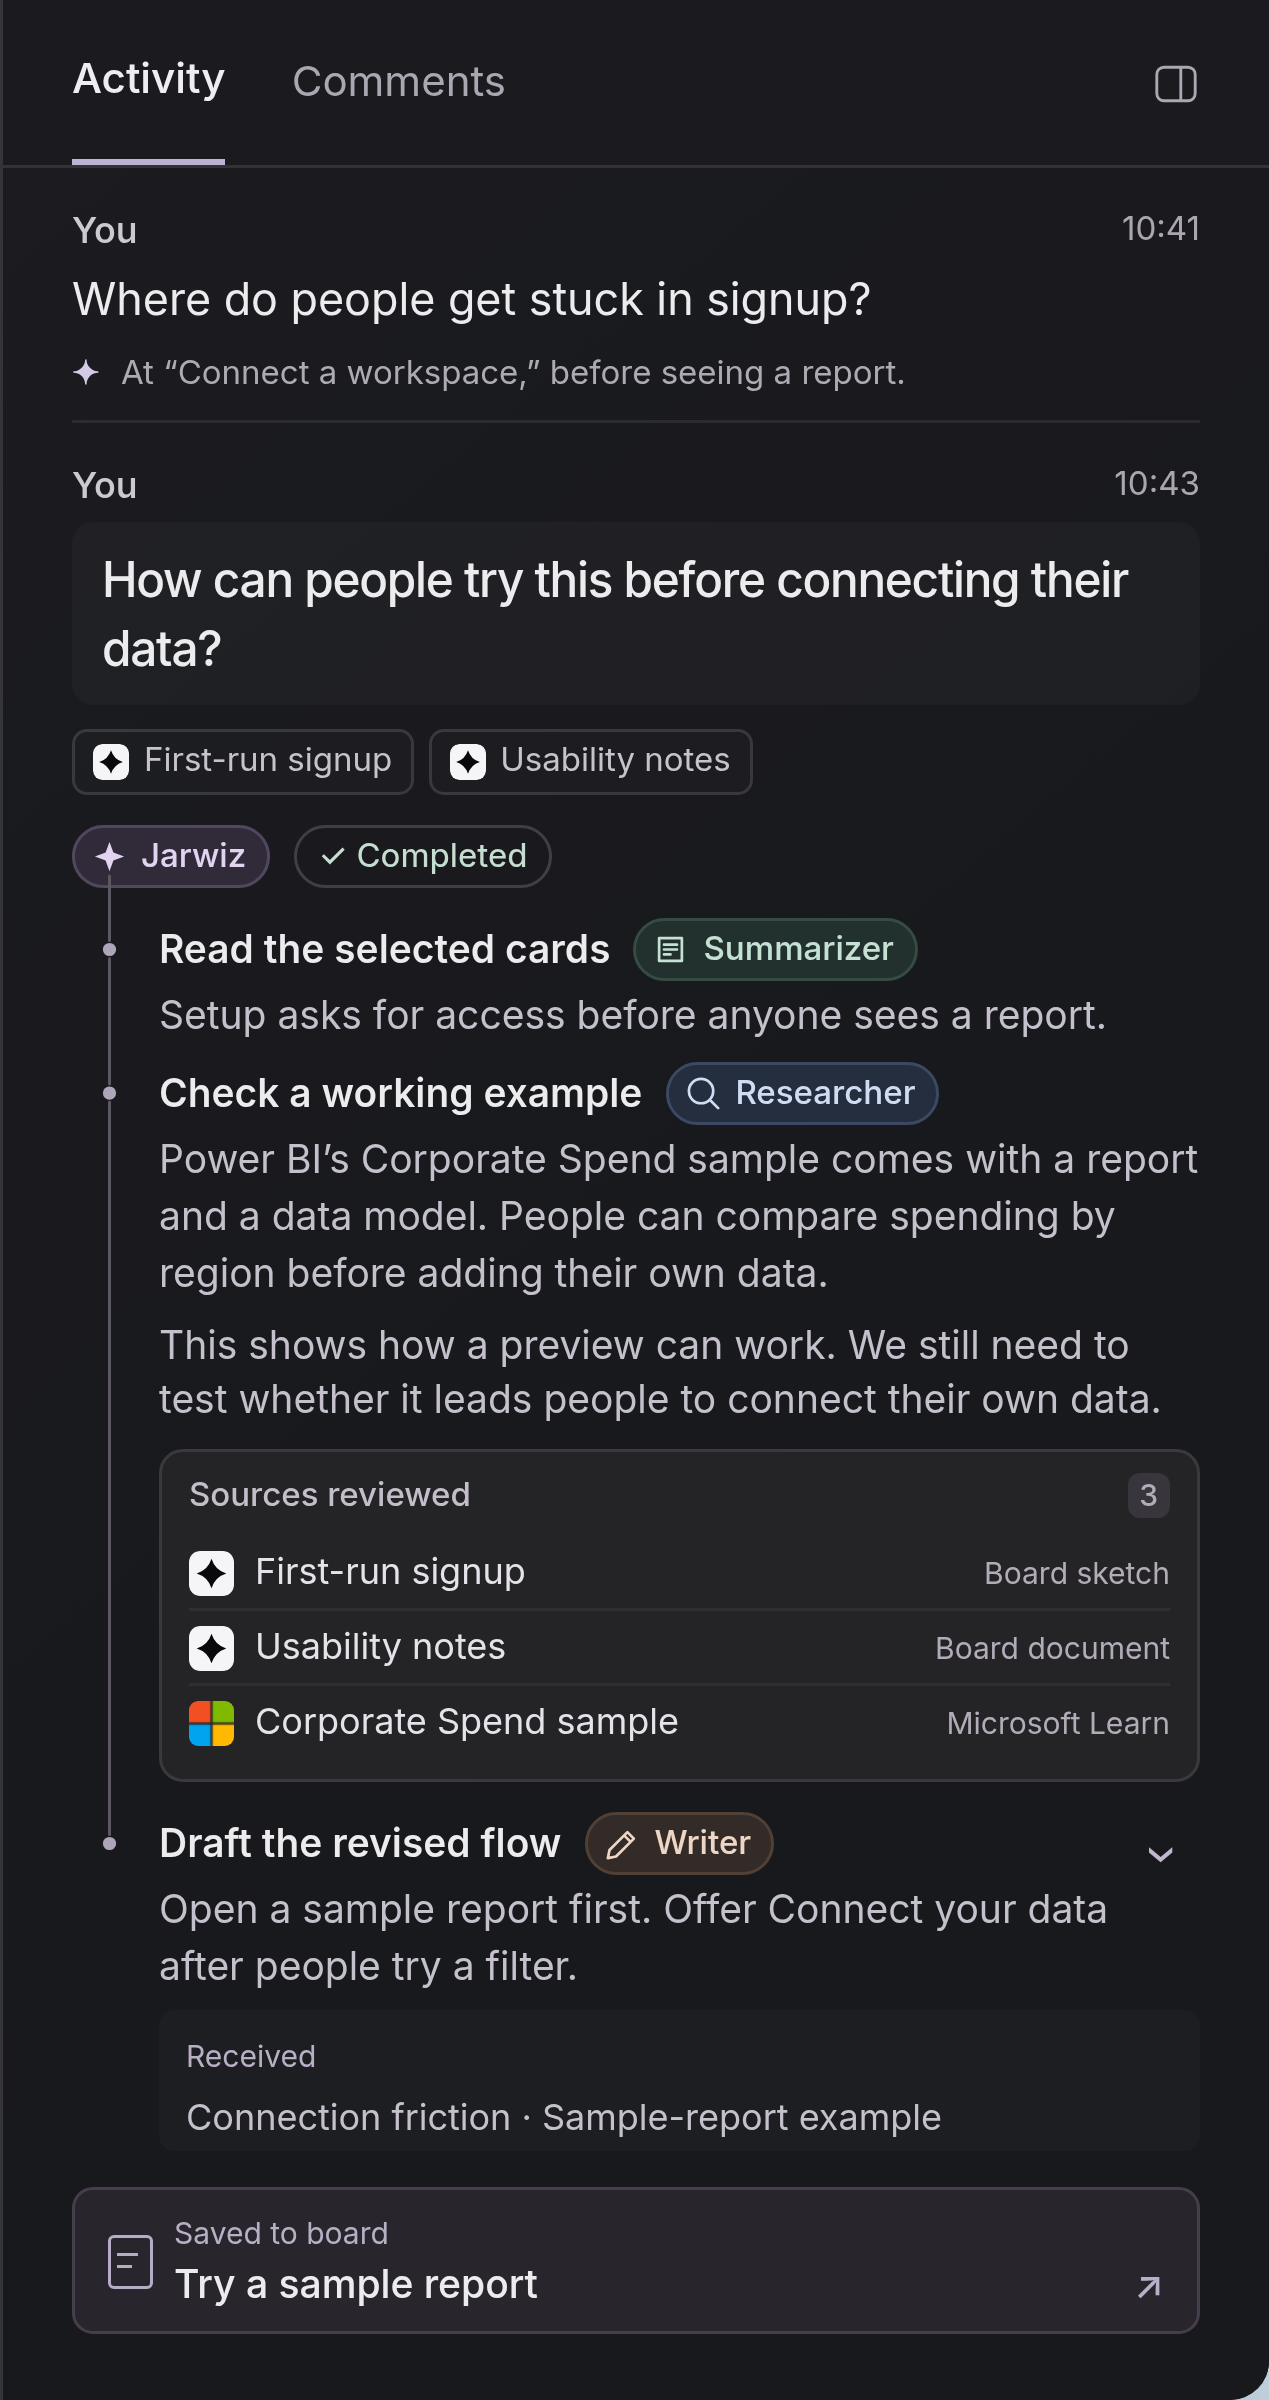 Activity
Comments
You
10:41
Where do people get stuck in signup?
At “Connect a workspace,” before seeing a report.
You
10:43
How can people try this before connecting their
data?
First-run signup
Usability notes
Jarwiz
Completed
Read the selected cards
Summarizer
Setup asks for access before anyone sees a report.
Check a working example
Researcher
Power BI’s Corporate Spend sample comes with a report
and a data model. People can compare spending by
region before adding their own data.
This shows how a preview can work. We still need to
test whether it leads people to connect their own data.
Sources reviewed
3
First-run signup
Board sketch
Usability notes
Board document
Corporate Spend sample
Microsoft Learn
Draft the revised flow
Writer
Open a sample report first. Offer Connect your data
after people try a filter.
Received
Connection friction · Sample-report example
Saved to board
Try a sample report